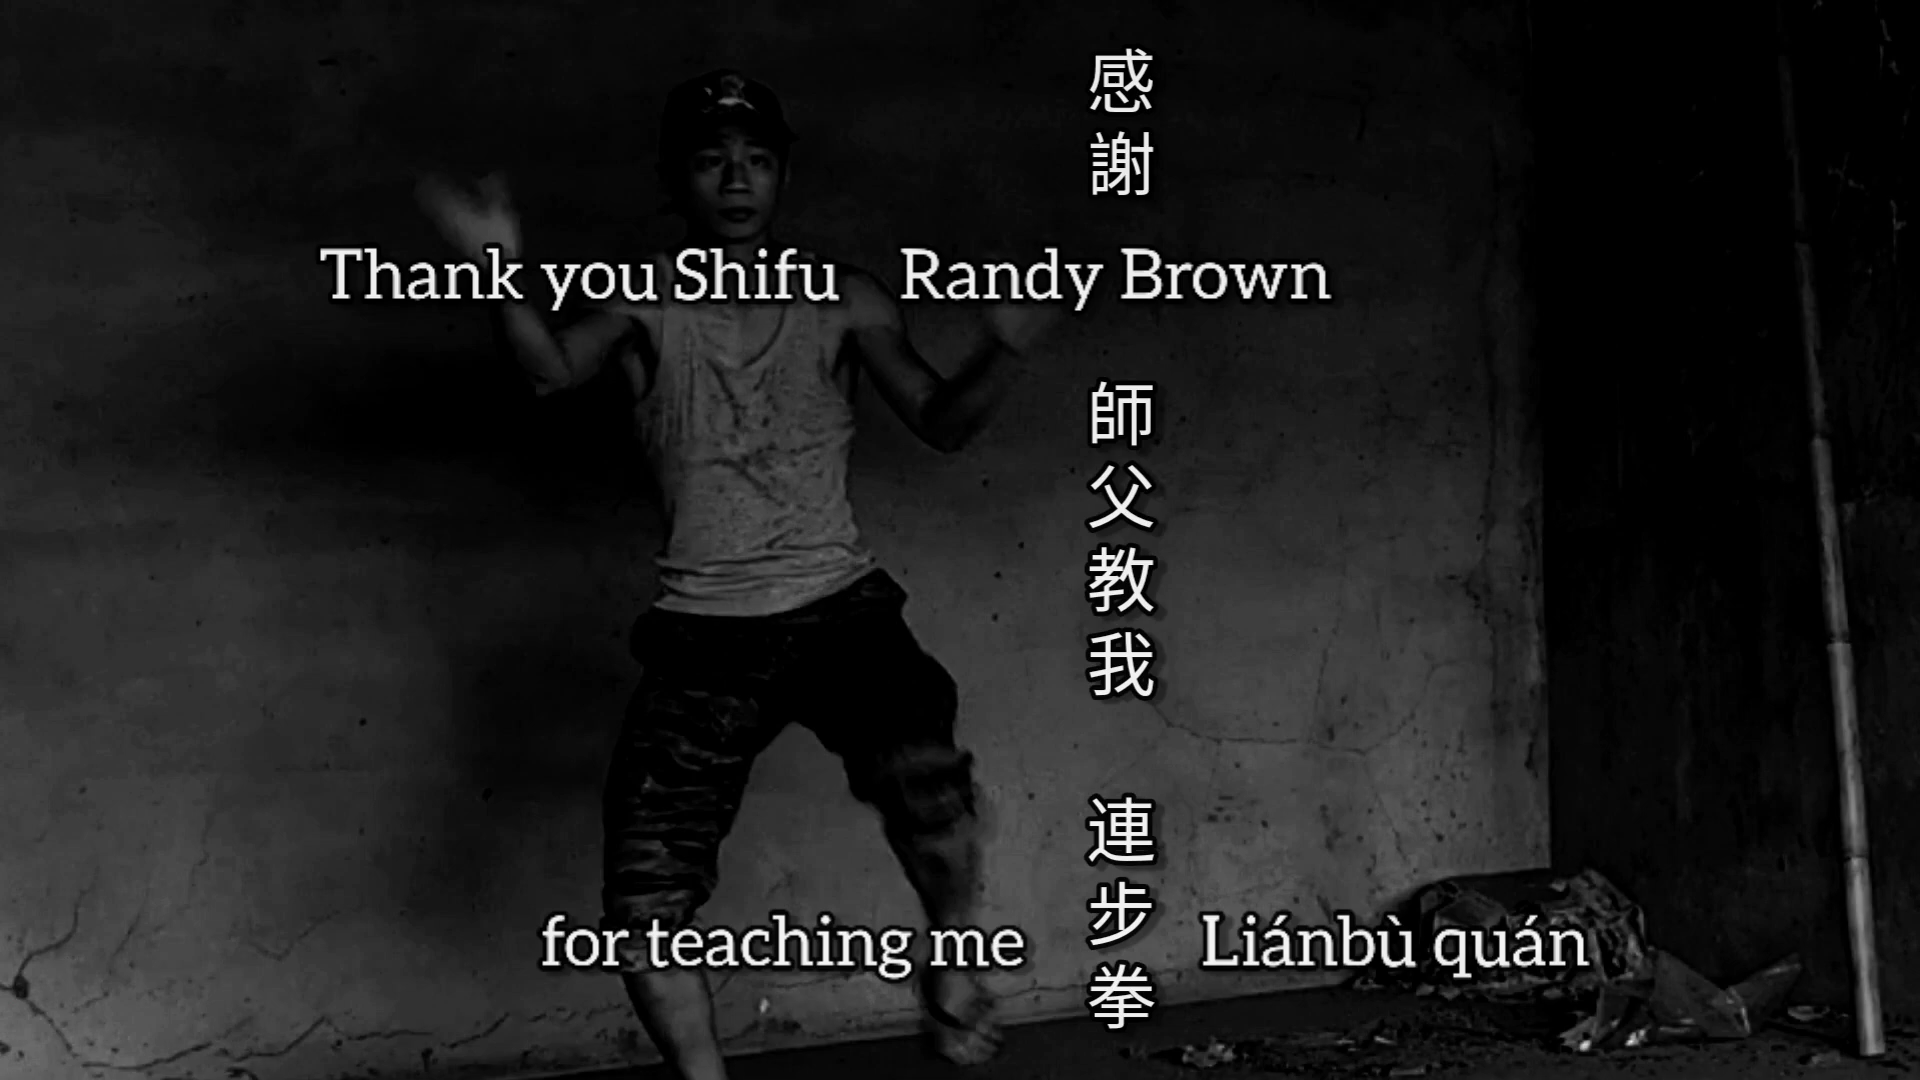 感謝
Thank you Shifu Randy Brown
師父教我
連步拳
for teaching me
Liánbù quán